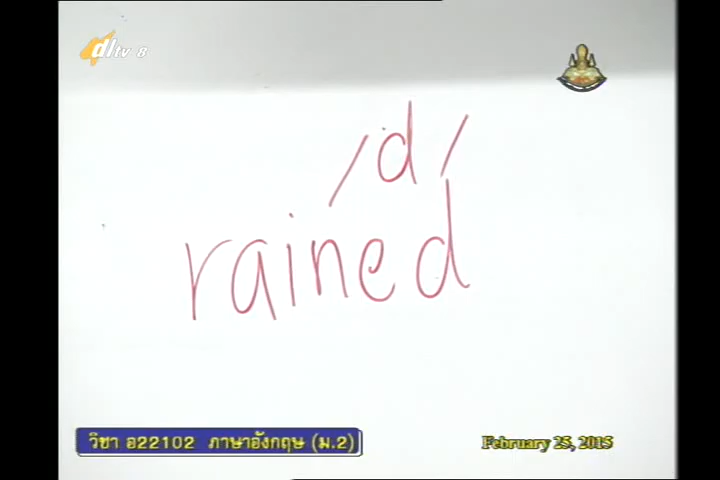 dltv 8
/d/
rained
วิชา อ22102 ภาษาอังกฤษ (ม.2)
February 25, 2015